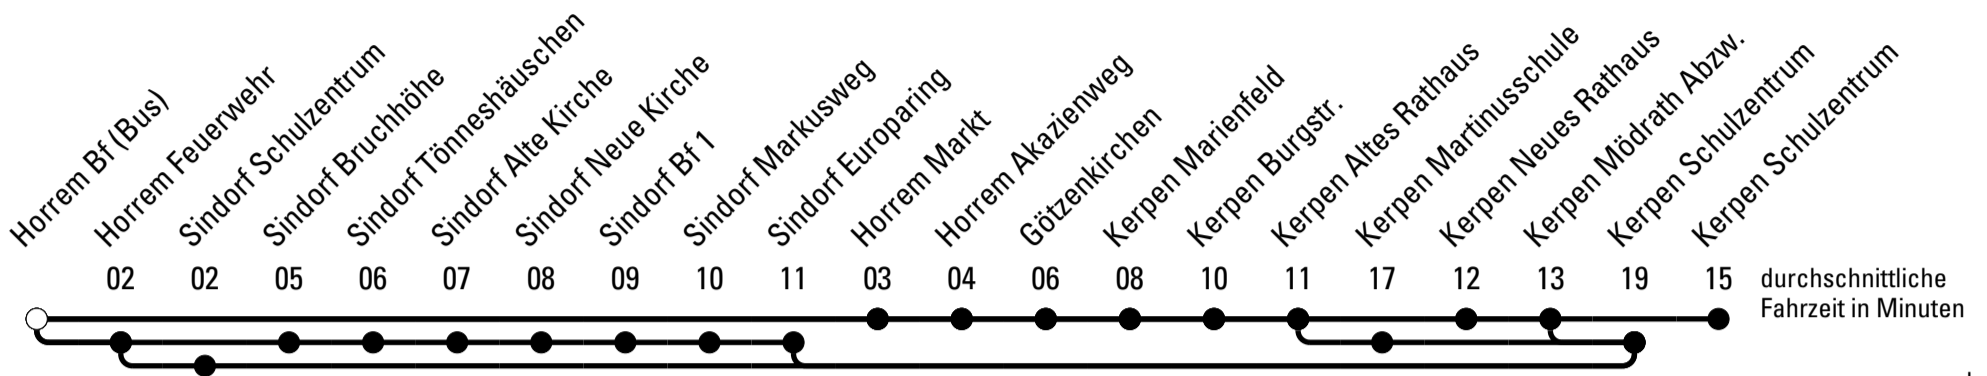 Horrem Bf (Bus)
Horrem Feuerwehr
Sindorf Schulzentrum
Sindorf Bruchhöhe
Sindorf Tönneshäuschen
Sindorf Alte Kirche
Sindorf Neue Kirche
Sindorf Bf 1
Sindorf Markusweg
Sindorf Europaring
Horrem Markt
Horrem Akazienweg
Götzenkirchen
Kerpen Marienfeld
Kerpen Burgstr.
Kerpen Altes Rathaus
Kerpen Martinusschule
Kerpen Neues Rathaus
Kerpen Mödrath Abzw.
Kerpen Schulzentrum
Kerpen Schulzentrum
02 02 05 06 07 08 09 10 11 03 04 06 08 10 11 17 12 13 19 15 durchschnittliche
Fahrzeit in Minuten